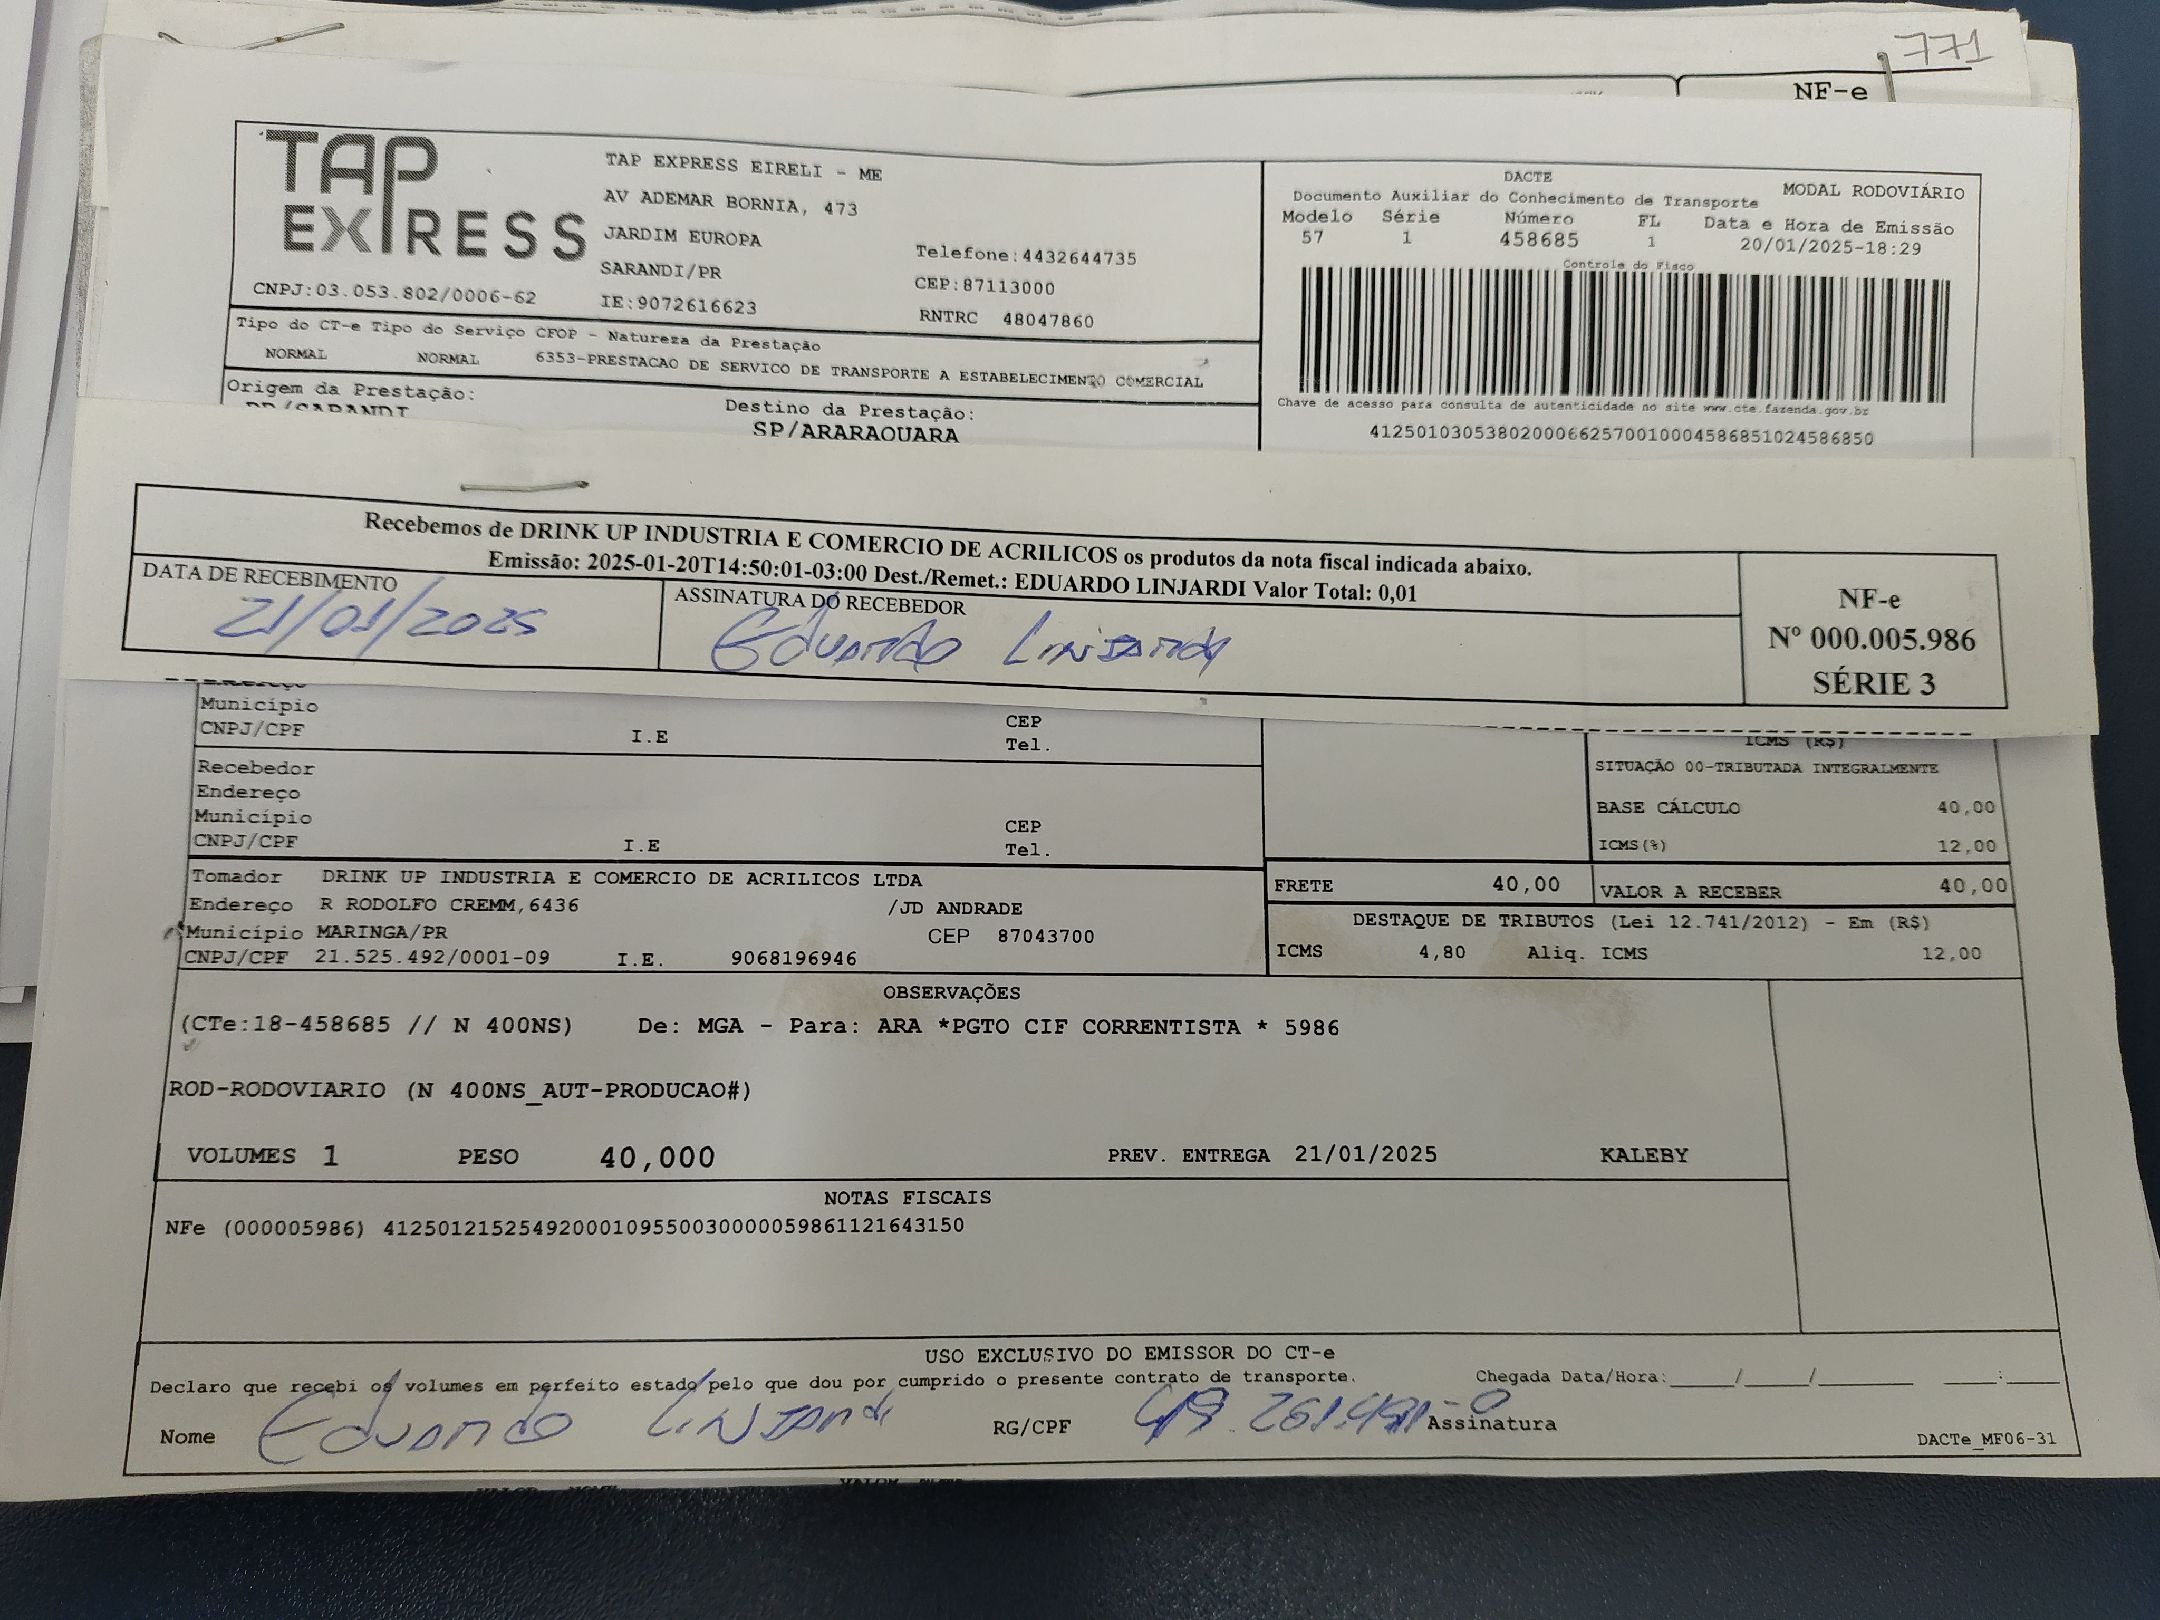 771
NF-e
TAP
EXPRESS
CNPJ:03.053.802/0006-62
TAP EXPRESS EIRELI - ME
AV ADEMAR BORNIA, 473
JARDIM EUROPA
SARANDI/PR
IE:9072616623
Telefone:4432644735
CEP:87113000
RNTRC 48047860
DACTE
MODAL RODOVIÁRIO
Documento Auxiliar do Conhecimento de Transporte
Modelo Série Número FL Data e Hora de Emissão
57 1 458685 1 20/01/2025-18:29
Controle do Fisco
Chave de acesso para consulta de autenticidade no site www.cte.fazenda.gov.br
41250103053802000662570010004586851024586850
Tipo do CT-e Tipo do Serviço CFOP - Natureza da Prestação
NORMAL NORMAL 6353-PRESTACAO DE SERVICO DE TRANSPORTE A ESTABELECIMENTO COMERCIAL
Origem da Prestação:
PR/SARANDI
Destino da Prestação:
SP/ARARAQUARA
Recebemos de DRINK UP INDUSTRIA E COMERCIO DE ACRILICOS os produtos da nota fiscal indicada abaixo.
Emissão: 2025-01-20T14:50:01-03:00 Dest./Remet.: EDUARDO LINJARDI Valor Total: 0,01
DATA DE RECEBIMENTO
21/01/2025
ASSINATURA DO RECEBEDOR
Eduardo Linjardi
NF-e
Nº 000.005.986
SÉRIE 3
Endereço
Município CEP
CNPJ/CPF I.E Tel.
Recebedor
Endereço
Município CEP
CNPJ/CPF I.E Tel.
ICMS (R$)
SITUAÇÃO 00-TRIBUTADA INTEGRALMENTE
BASE CÁLCULO 40,00
ICMS(%) 12,00
FRETE 40,00 VALOR A RECEBER 40,00
Tomador DRINK UP INDUSTRIA E COMERCIO DE ACRILICOS LTDA
Endereço R RODOLFO CREMM,6436 /JD ANDRADE
Município MARINGA/PR CEP 87043700
CNPJ/CPF 21.525.492/0001-09 I.E. 9068196946
DESTAQUE DE TRIBUTOS (Lei 12.741/2012) - Em (R$)
ICMS 4,80 Aliq. ICMS 12,00
OBSERVAÇÕES
(CTe:18-458685 // N 400NS) De: MGA - Para: ARA *PGTO CIF CORRENTISTA * 5986
ROD-RODOVIARIO (N 400NS_AUT-PRODUCAO#)
VOLUMES 1 PESO 40,000 PREV. ENTREGA 21/01/2025 KALEBY
NOTAS FISCAIS
NFe (000005986) 41250121525492000109550030000059861121643150
USO EXCLUSIVO DO EMISSOR DO CT-e
Declaro que recebi os volumes em perfeito estado pelo que dou por cumprido o presente contrato de transporte. Chegada Data/Hora:_____/_____/________ ____:____
Nome Eduardo Linjardi RG/CPF Assinatura
DACTe_MF06-31